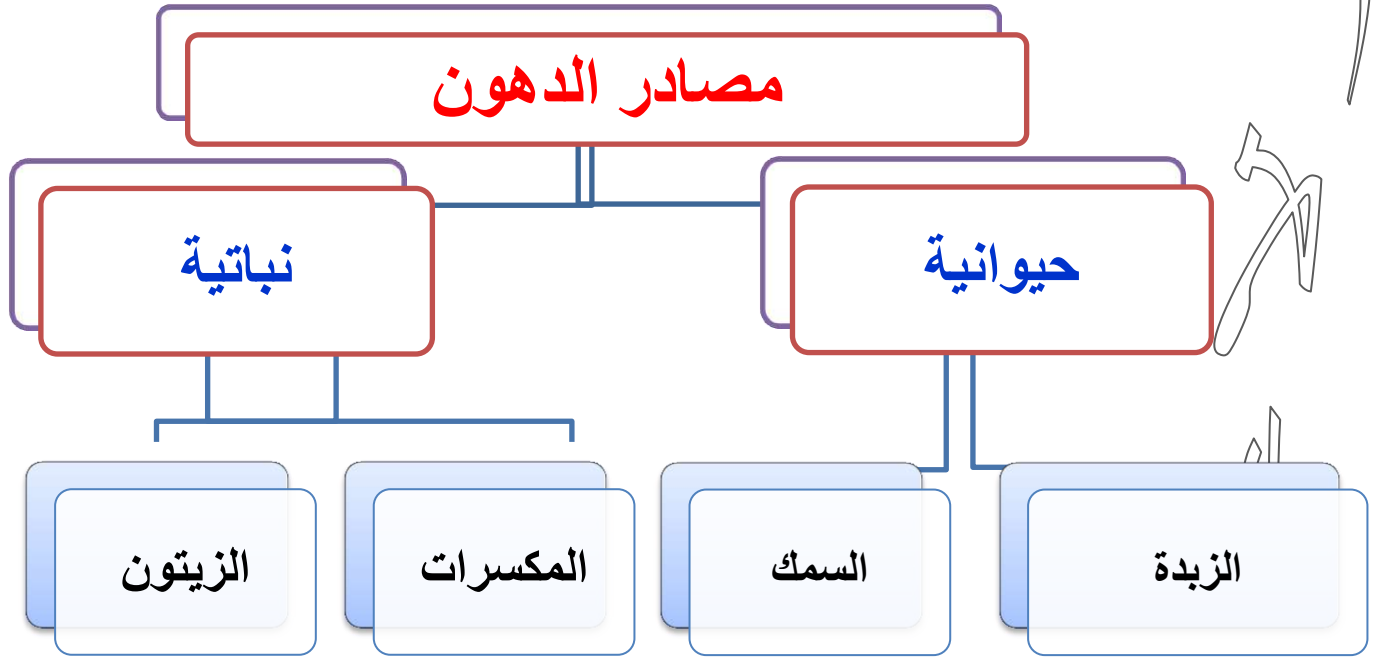 مصادر الدهون
حيوانية
نباتية
الزبدة
السمك
المكسرات
الزيتون